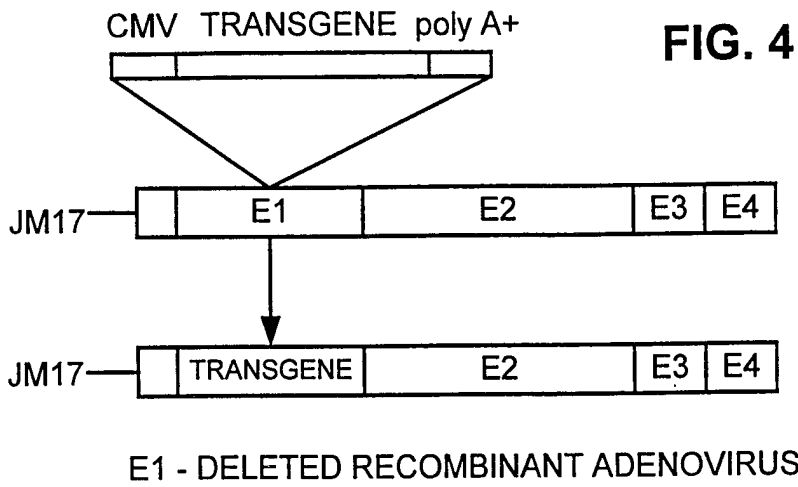 CMV TRANSGENE poly A+
FIG. 4
JM17 E1 E2 E3 E4
JM17 TRANSGENE E2 E3 E4
E1 - DELETED RECOMBINANT ADENOVIRUS